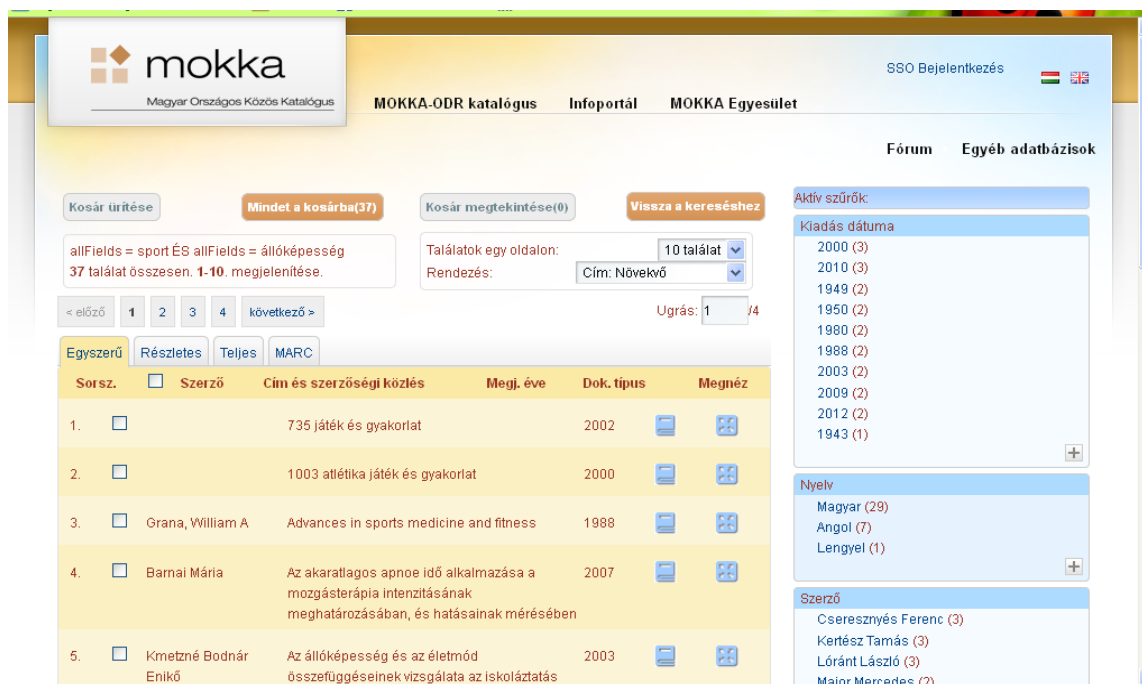 mokka
Magyar Országos Közös Katalógus
SSO Bejelentkezés
MOKKA-ODR katalógus Infoportál MOKKA Egyesület
Fórum Egyéb adatbázisok
Kosár ürítése Mindet a kosárba(37) Kosár megtekintése(0) Vissza a kereséshez
allFields = sport ÉS allFields = állóképesség
37 találat összesen. 1-10. megjelenítése.
Találatok egy oldalon: 10 találat
Rendezés: Cím: Növekvő
< előző 1 2 3 4 következő >
Ugrás: 1 /4
Egyszerű Részletes Teljes MARC
Sorsz. Szerző Cím és szerzőségi közlés Megj. éve Dok. típus Megnéz
1. 735 játék és gyakorlat 2002
2. 1003 atlétika játék és gyakorlat 2000
3. Grana, William A Advances in sports medicine and fitness 1988
4. Barnai Mária Az akaratlagos apnoe idő alkalmazása a 2007
mozgásterápia intenzitásának
meghatározásában, és hatásainak mérésében
5. Kmetzné Bodnár Az állóképesség és az életmód 2003
Enikő összefüggéseinek vizsgálata az iskoláztatás
Aktív szűrők:
Kiadás dátuma
2000 (3)
2010 (3)
1949 (2)
1950 (2)
1980 (2)
1988 (2)
2003 (2)
2009 (2)
2012 (2)
1943 (1)
Nyelv
Magyar (29)
Angol (7)
Lengyel (1)
Szerző
Cseresznyés Ferenc (3)
Kertész Tamás (3)
Lóránt László (3)
Major Mercedes (2)